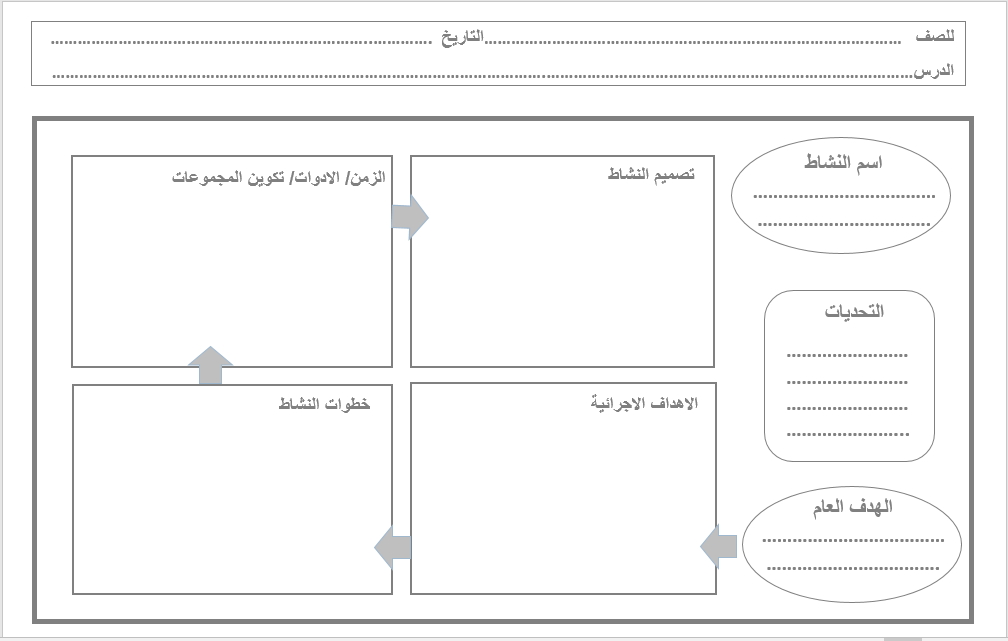 للصف ........................................................................................التاريخ ................................................................................
الدرس........................................................................................................................................................................................
اسم النشاط
.......................................
.....................................
التحديات
..........................
..........................
..........................
..........................
الهدف العام
.......................................
.....................................
تصميم النشاط
الزمن/ الادوات/ تكوين المجموعات
الاهداف الاجرائية
خطوات النشاط